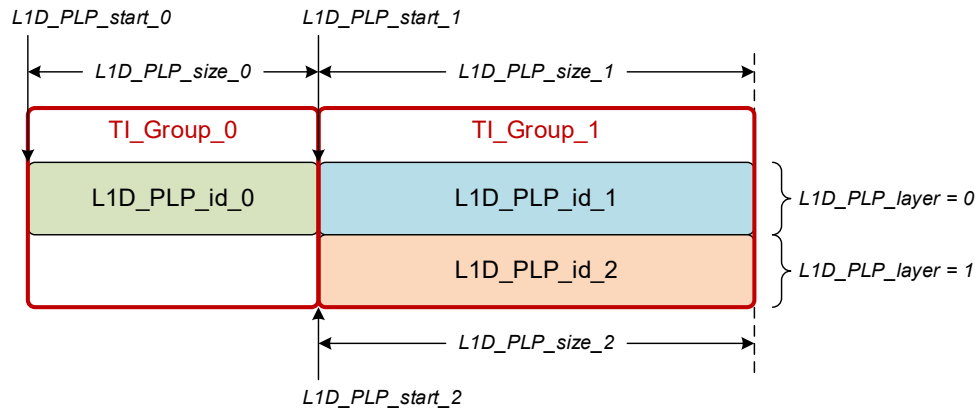 L1D_PLP_start_0
L1D_PLP_start_1
L1D_PLP_size_0
L1D_PLP_size_1
TI_Group_0
TI_Group_1
L1D_PLP_id_0
L1D_PLP_id_1
L1D_PLP_layer = 0
L1D_PLP_id_2
L1D_PLP_layer = 1
L1D_PLP_size_2
L1D_PLP_start_2